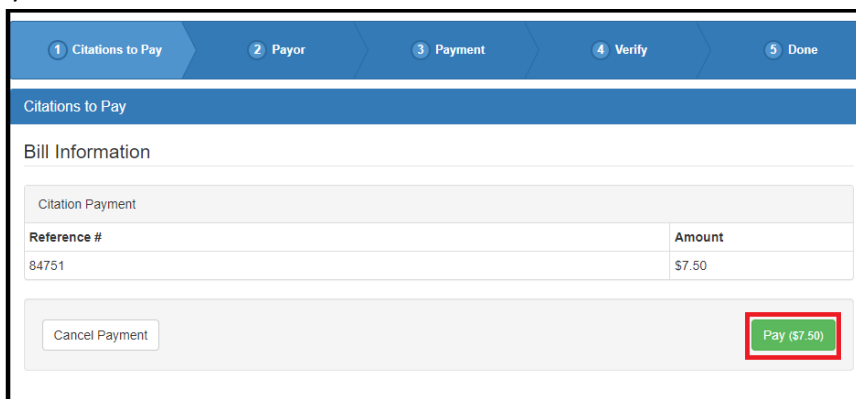 1 Citations to Pay 2 Payor 3 Payment 4 Verify 5 Done
Citations to Pay
Bill Information
Citation Payment
Reference # Amount
84751 $7.50
Cancel Payment Pay ($7.50)